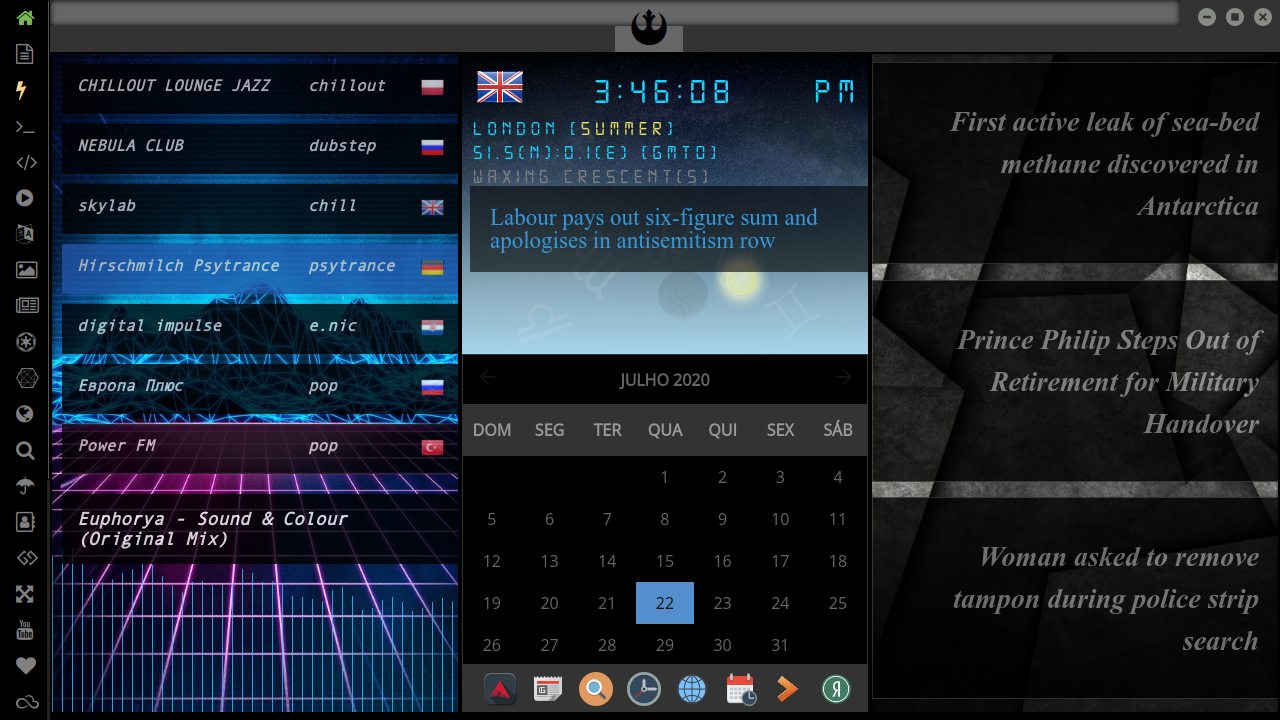 CHILLOUT LOUNGE JAZZ chillout
NEBULA CLUB dubstep
skylab chill
Hirschmilch Psytrance psytrance
digital impulse e.nic
Европа Плюс pop
Power FM pop
Euphorya - Sound & Colour
(Original Mix)
3:46:08 PM
LONDON (SUMMER)
51.5(N):0.1(E) (GMT0)
WAXING CRESCENT(S)
Labour pays out six-figure sum and
apologises in antisemitism row
JULHO 2020
DOM SEG TER QUA QUI SEX SÁB
1 2 3 4
5 6 7 8 9 10 11
12 13 14 15 16 17 18
19 20 21 22 23 24 25
26 27 28 29 30 31
First active leak of sea-bed
methane discovered in
Antarctica
Prince Philip Steps Out of
Retirement for Military
Handover
Woman asked to remove
tampon during police strip
search
You
Tube
Я